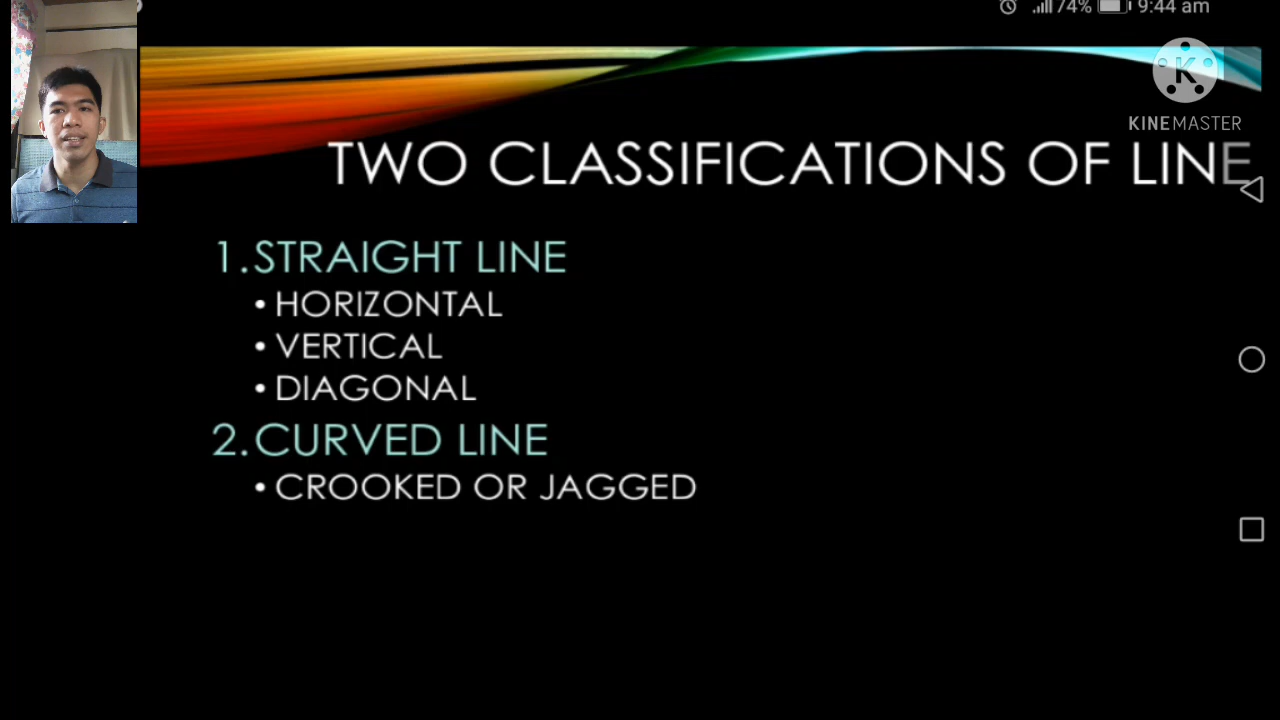 74% 9:44 am
KINEMASTER
TWO CLASSIFICATIONS OF LINE
1.STRAIGHT LINE
• HORIZONTAL
• VERTICAL
• DIAGONAL
2.CURVED LINE
• CROOKED OR JAGGED